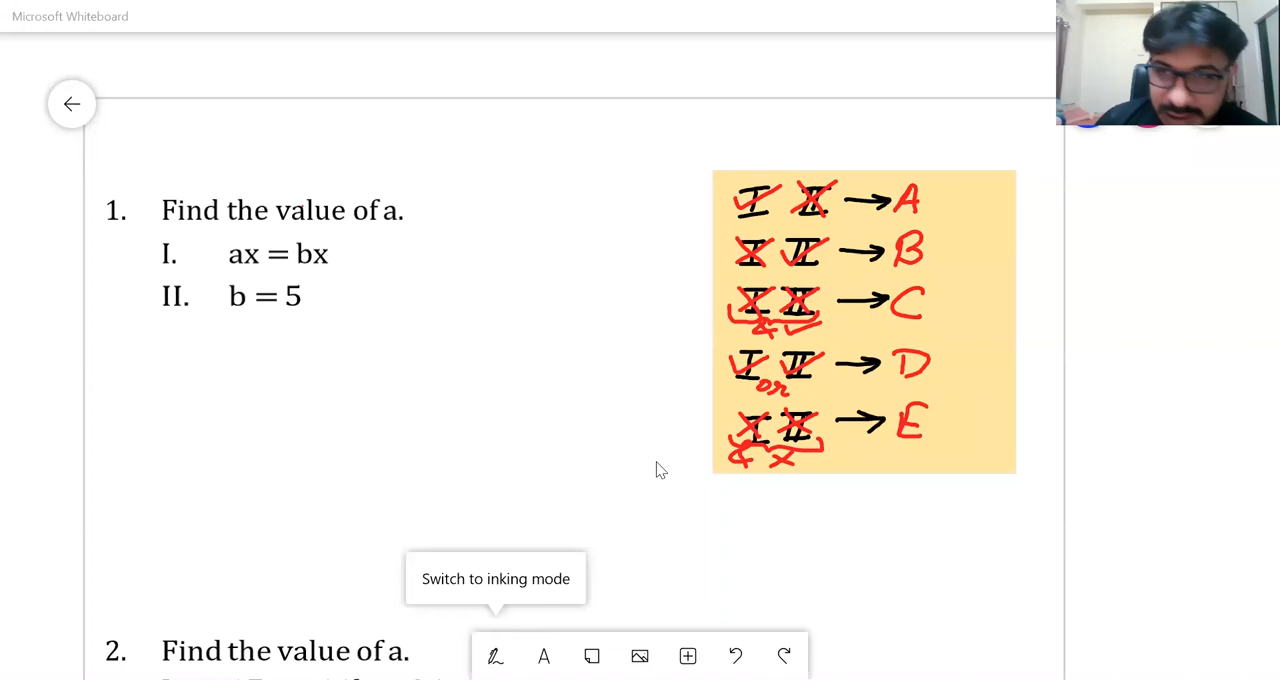 Microsoft Whiteboard
1. Find the value of a.
I. ax = bx
II. b = 5
I II → A
I II → B
I II → C
&
I II → D
or
I II → E
&
Switch to inking mode
2. Find the value of a.